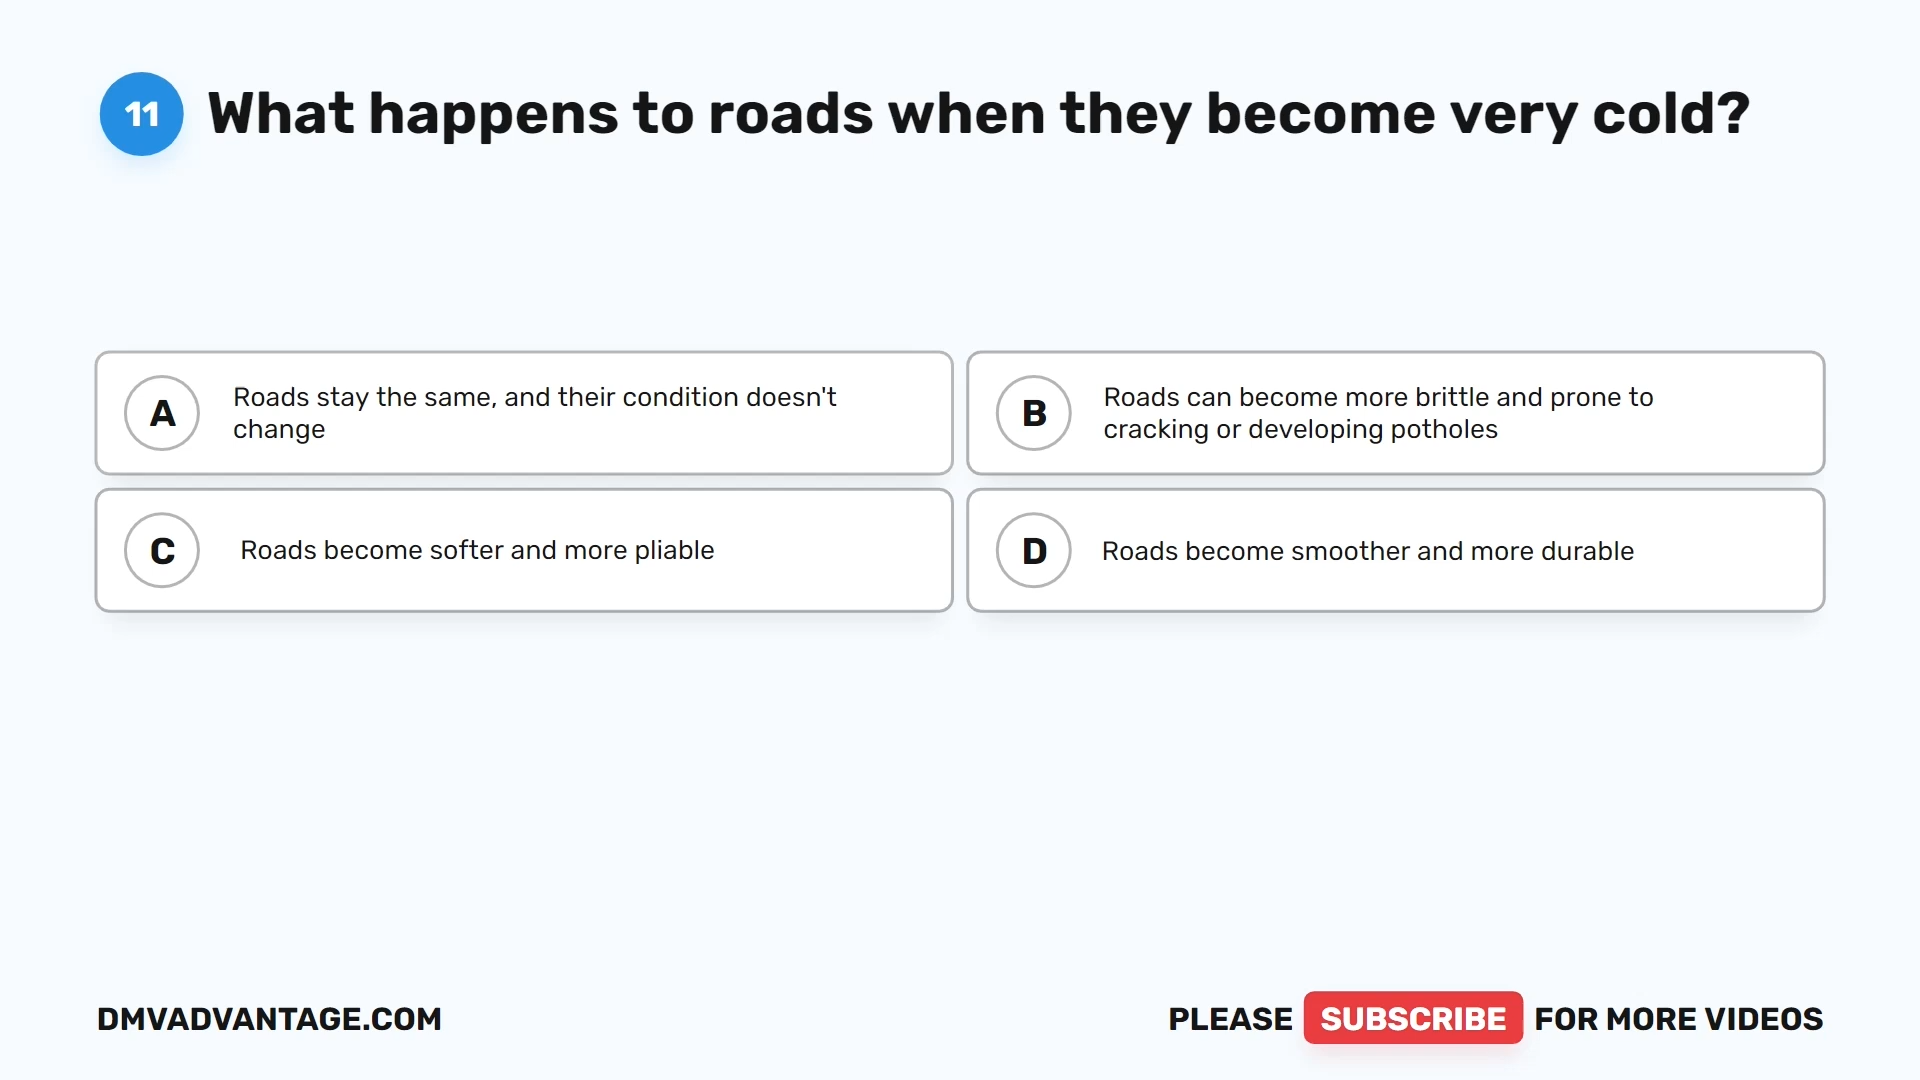 11 What happens to roads when they become very cold?
A Roads stay the same, and their condition doesn't
change
B Roads can become more brittle and prone to
cracking or developing potholes
C Roads become softer and more pliable
D Roads become smoother and more durable
DMVADVANTAGE.COM
PLEASE SUBSCRIBE FOR MORE VIDEOS